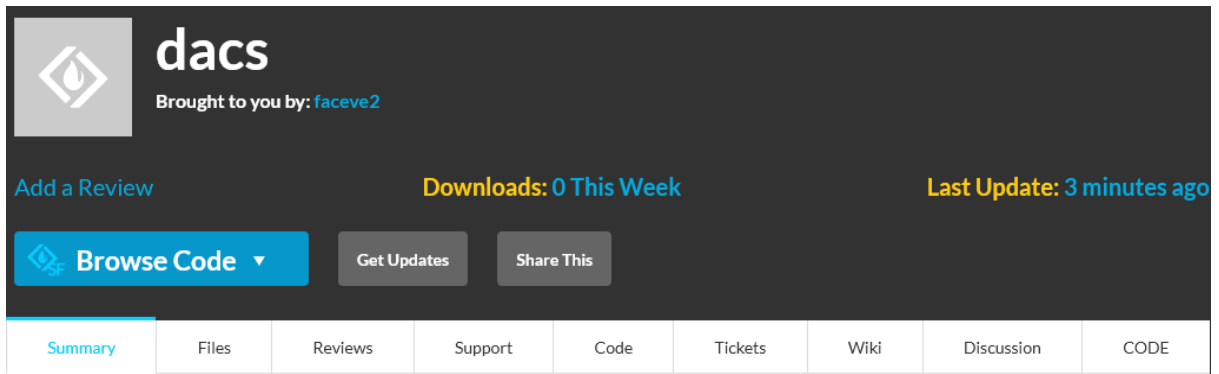 dacs
Brought to you by: faceve2
Add a Review Downloads: 0 This Week Last Update: 3 minutes ago
SF Browse Code ▼ Get Updates Share This
Summary Files Reviews Support Code Tickets Wiki Discussion CODE